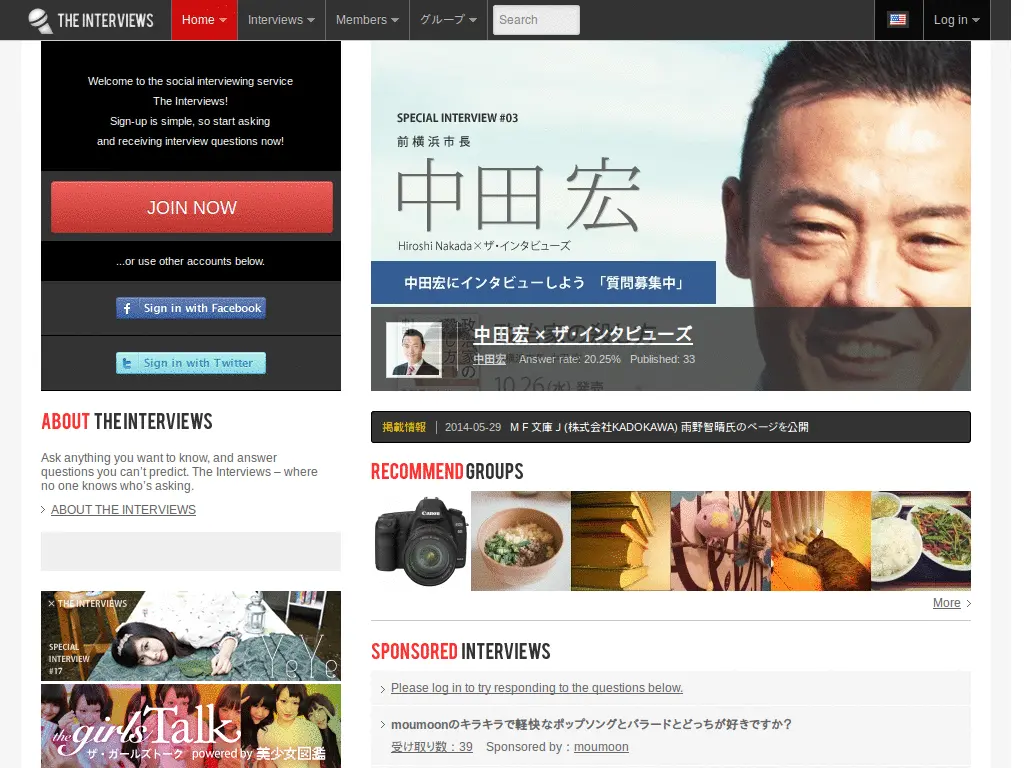 THE INTERVIEWS
Home
Interviews
Members
グループ
Search
Log in
Welcome to the social interviewing service
The Interviews!
Sign-up is simple, so start asking
and receiving interview questions now!
JOIN NOW
...or use other accounts below.
Sign in with Facebook
Sign in with Twitter
SPECIAL INTERVIEW #03
前横浜市長
中田宏
Hiroshi Nakada×ザ・インタビューズ
中田宏にインタビューしよう 「質問募集中」
中田宏 × ザ・インタビューズ
中田宏 Answer rate: 20.25% Published: 33
10.26(水) 発売
ABOUT THE INTERVIEWS
Ask anything you want to know, and answer
questions you can't predict. The Interviews – where
no one knows who's asking.
ABOUT THE INTERVIEWS
× THE INTERVIEWS
SPECIAL
INTERVIEW
#17
YeYe
the girls Talk
ザ・ガールズトーク powered by 美少女図鑑
掲載情報 2014-05-29 ＭＦ文庫Ｊ(株式会社KADOKAWA) 雨野智晴氏のページを公開
RECOMMEND GROUPS
Canon
More
SPONSORED INTERVIEWS
Please log in to try responding to the questions below.
moumoonのキラキラで軽快なポップソングとバラードとどっちが好きですか？
受け取り数：39 Sponsored by：moumoon